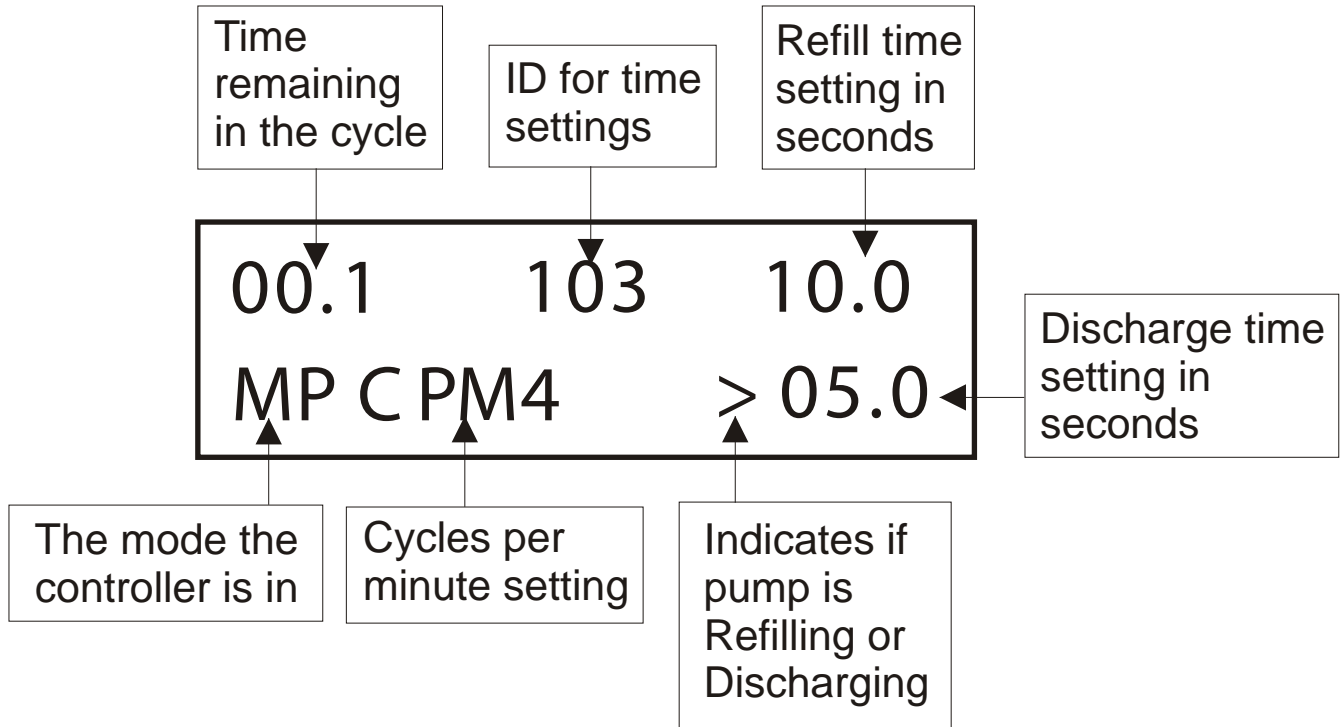 Time
remaining
in the cycle
ID for time
settings
Refill time
setting in
seconds
00.1 103 10.0
MP C PM4 > 05.0
Discharge time
setting in
seconds
The mode the
controller is in
Cycles per
minute setting
Indicates if
pump is
Refilling or
Discharging